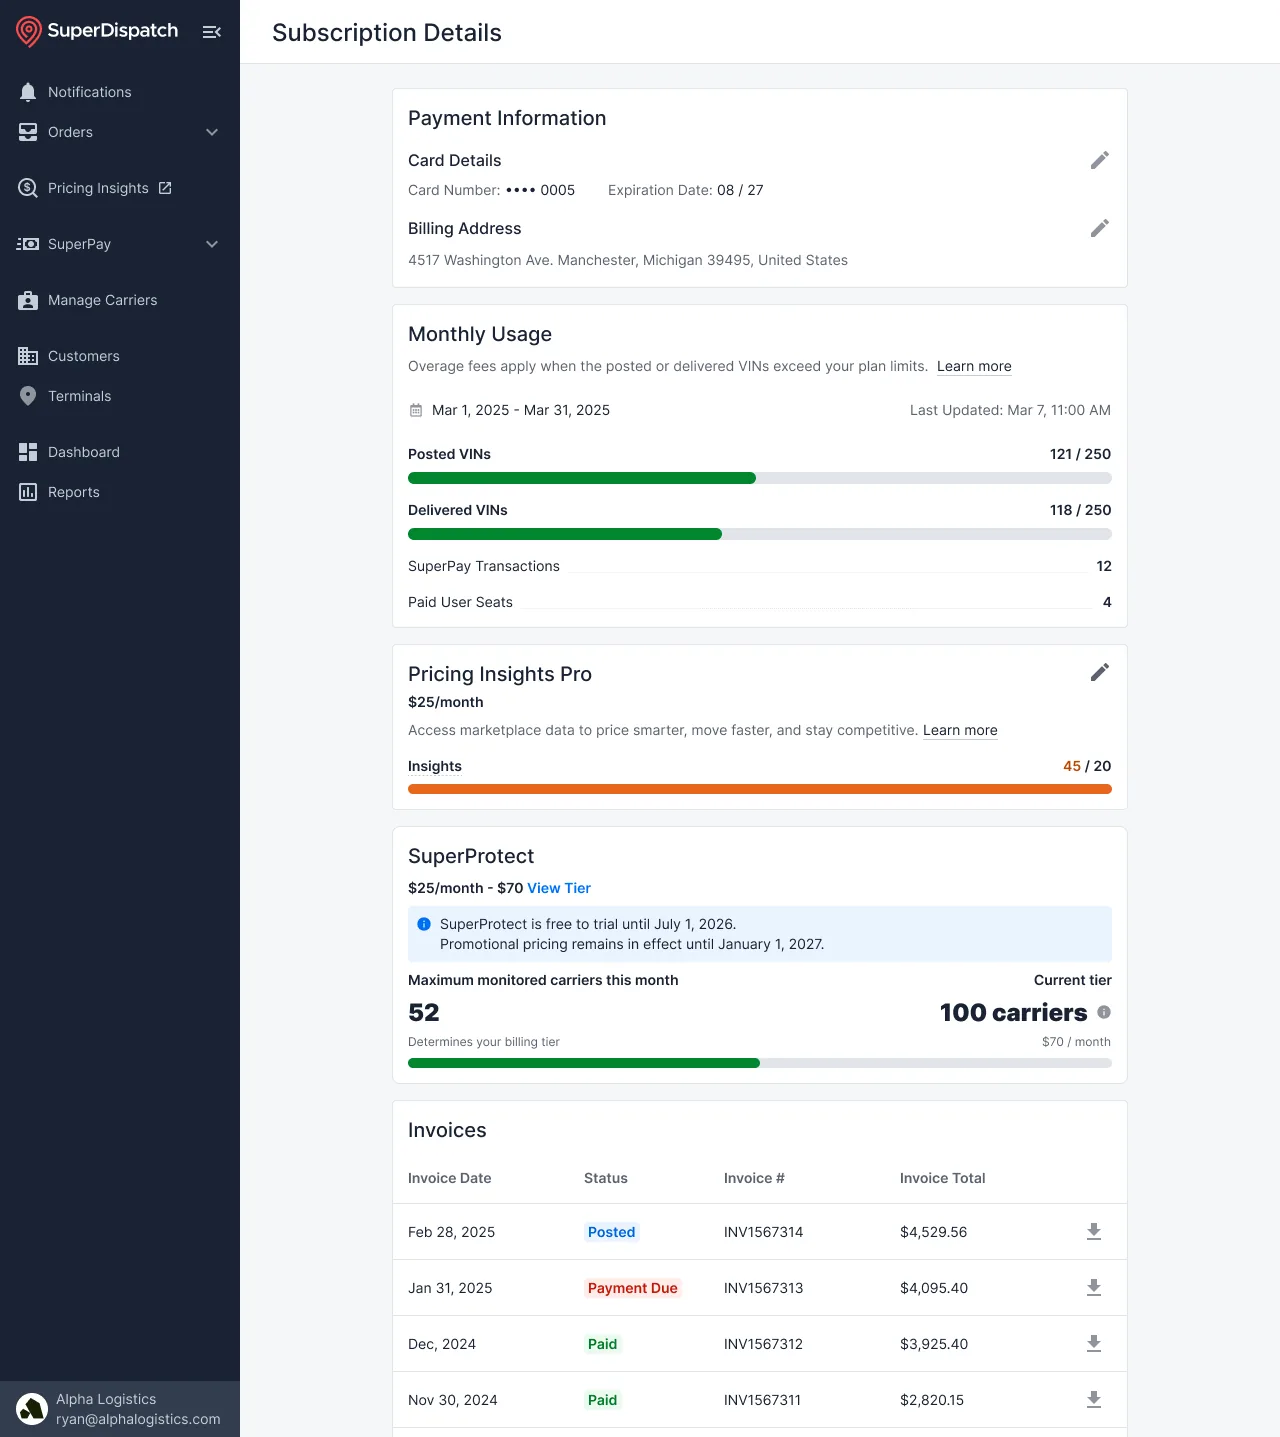 SuperDispatch
Notifications
Orders
Pricing Insights
SuperPay
Manage Carriers
Customers
Terminals
Dashboard
Reports
Alpha Logistics
ryan@alphalogistics.com
Subscription Details
Payment Information
Card Details
Card Number: •••• 0005 Expiration Date: 08 / 27
Billing Address
4517 Washington Ave. Manchester, Michigan 39495, United States
Monthly Usage
Overage fees apply when the posted or delivered VINs exceed your plan limits. Learn more
Mar 1, 2025 - Mar 31, 2025 Last Updated: Mar 7, 11:00 AM
Posted VINs 121 / 250
Delivered VINs 118 / 250
SuperPay Transactions 12
Paid User Seats 4
Pricing Insights Pro
$25/month
Access marketplace data to price smarter, move faster, and stay competitive. Learn more
Insights 45 / 20
SuperProtect
$25/month - $70 View Tier
SuperProtect is free to trial until July 1, 2026.
Promotional pricing remains in effect until January 1, 2027.
Maximum monitored carriers this month Current tier
52 100 carriers
Determines your billing tier $70 / month
Invoices
Invoice Date Status Invoice # Invoice Total
Feb 28, 2025 Posted INV1567314 $4,529.56
Jan 31, 2025 Payment Due INV1567313 $4,095.40
Dec, 2024 Paid INV1567312 $3,925.40
Nov 30, 2024 Paid INV1567311 $2,820.15